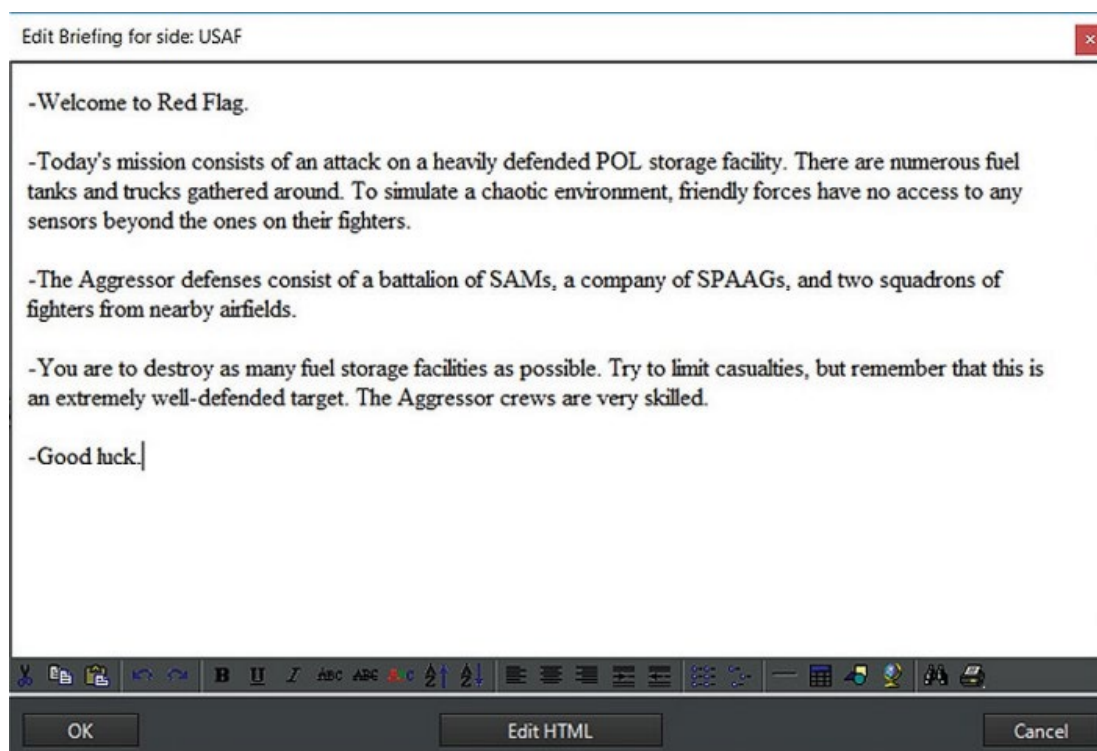 Edit Briefing for side: USAF
-Welcome to Red Flag.
-Today's mission consists of an attack on a heavily defended POL storage facility. There are numerous fuel
tanks and trucks gathered around. To simulate a chaotic environment, friendly forces have no access to any
sensors beyond the ones on their fighters.
-The Aggressor defenses consist of a battalion of SAMs, a company of SPAAGs, and two squadrons of
fighters from nearby airfields.
-You are to destroy as many fuel storage facilities as possible. Try to limit casualties, but remember that this is
an extremely well-defended target. The Aggressor crews are very skilled.
-Good luck.
B U I ABC ABC A C A Z A Z
OK Edit HTML Cancel